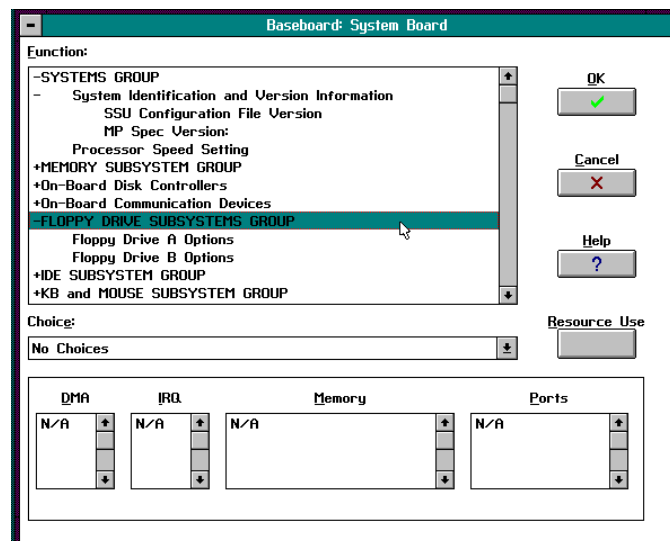 Baseboard: System Board
Function:
-SYSTEMS GROUP
- System Identification and Version Information
SSU Configuration File Version
MP Spec Version:
Processor Speed Setting
+MEMORY SUBSYSTEM GROUP
+On-Board Disk Controllers
+On-Board Communication Devices
-FLOPPY DRIVE SUBSYSTEMS GROUP
Floppy Drive A Options
Floppy Drive B Options
+IDE SUBSYSTEM GROUP
+KB and MOUSE SUBSYSTEM GROUP
OK
Cancel
Help
?
Resource Use
Choice:
No Choices
DMA IRQ Memory Ports
N/A N/A N/A N/A